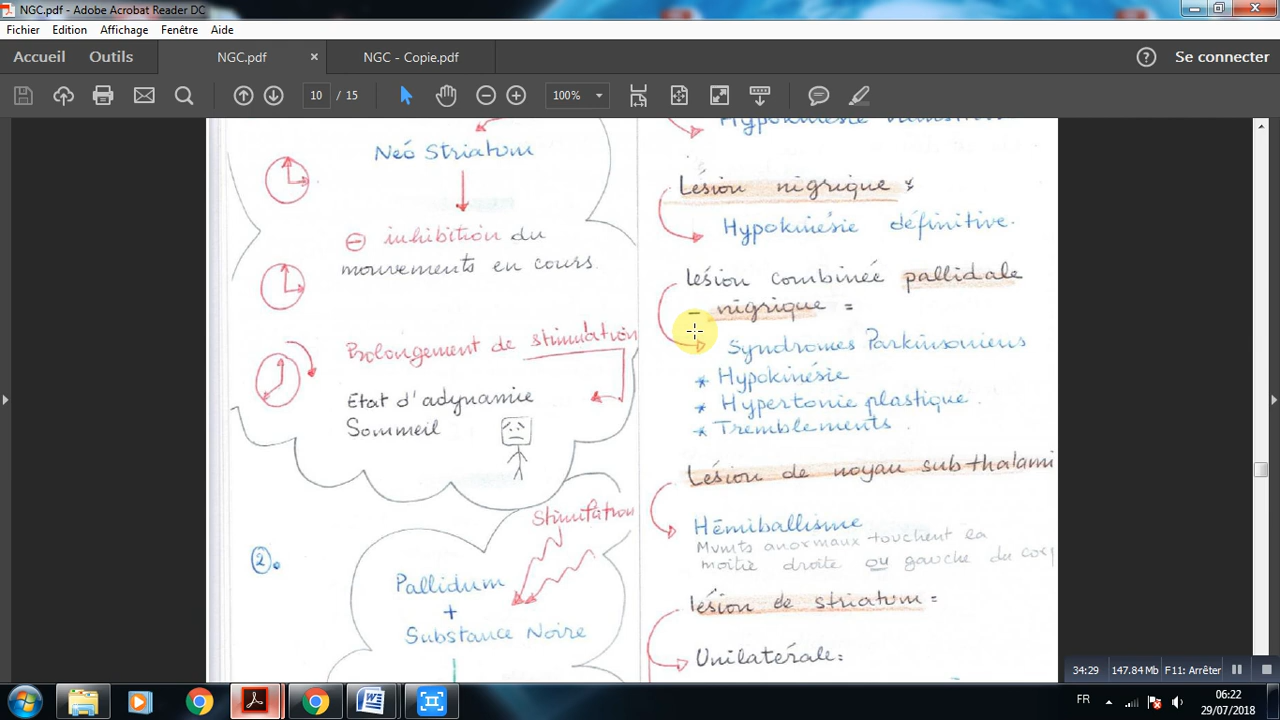 NGC.pdf - Adobe Acrobat Reader DC
Fichier Edition Affichage Fenêtre Aide
Accueil Outils NGC.pdf × NGC - Copie.pdf ? Se connecter
10 / 15 100%
Neó Striatum
⊖ inhibition du
mouvements en cours.
Prolongement de stimulation
Etat d'adynamie
Sommeil
Stimulation
2.
Pallidum
+
Substance Noire
Lésion nigrique
Hypokinésie définitive.
Lésion combinée pallidale
- nigrique =
Syndromes Parkinsoniens
* Hypokinésie
* Hypertonie plastique.
* Tremblements.
Lésion de noyau subthalami
Hémiballisme
Mvmts anormaux touchent la
moitié droite ou gauche du corp
lésion de striatum =
Unilatérale:
34:29 147.84 Mb F11: Arrêter
FR 06:22
29/07/2018